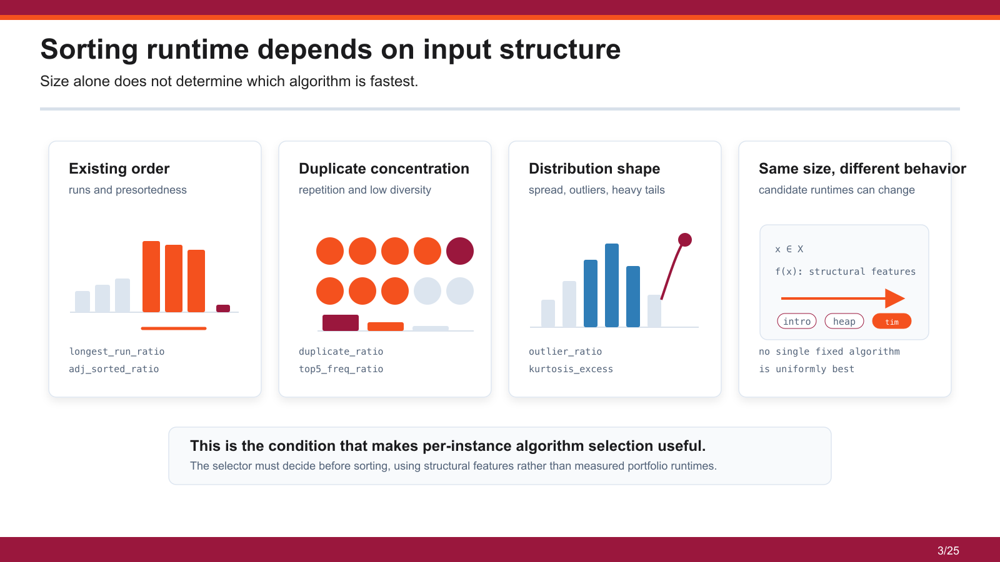 Sorting runtime depends on input structure
Size alone does not determine which algorithm is fastest.
Existing order
runs and presortedness
longest_run_ratio
adj_sorted_ratio
Duplicate concentration
repetition and low diversity
duplicate_ratio
top5_freq_ratio
Distribution shape
spread, outliers, heavy tails
outlier_ratio
kurtosis_excess
Same size, different behavior
candidate runtimes can change
x ∈ X
f(x): structural features
intro heap tim
no single fixed algorithm
is uniformly best
This is the condition that makes per-instance algorithm selection useful.
The selector must decide before sorting, using structural features rather than measured portfolio runtimes.
3/25